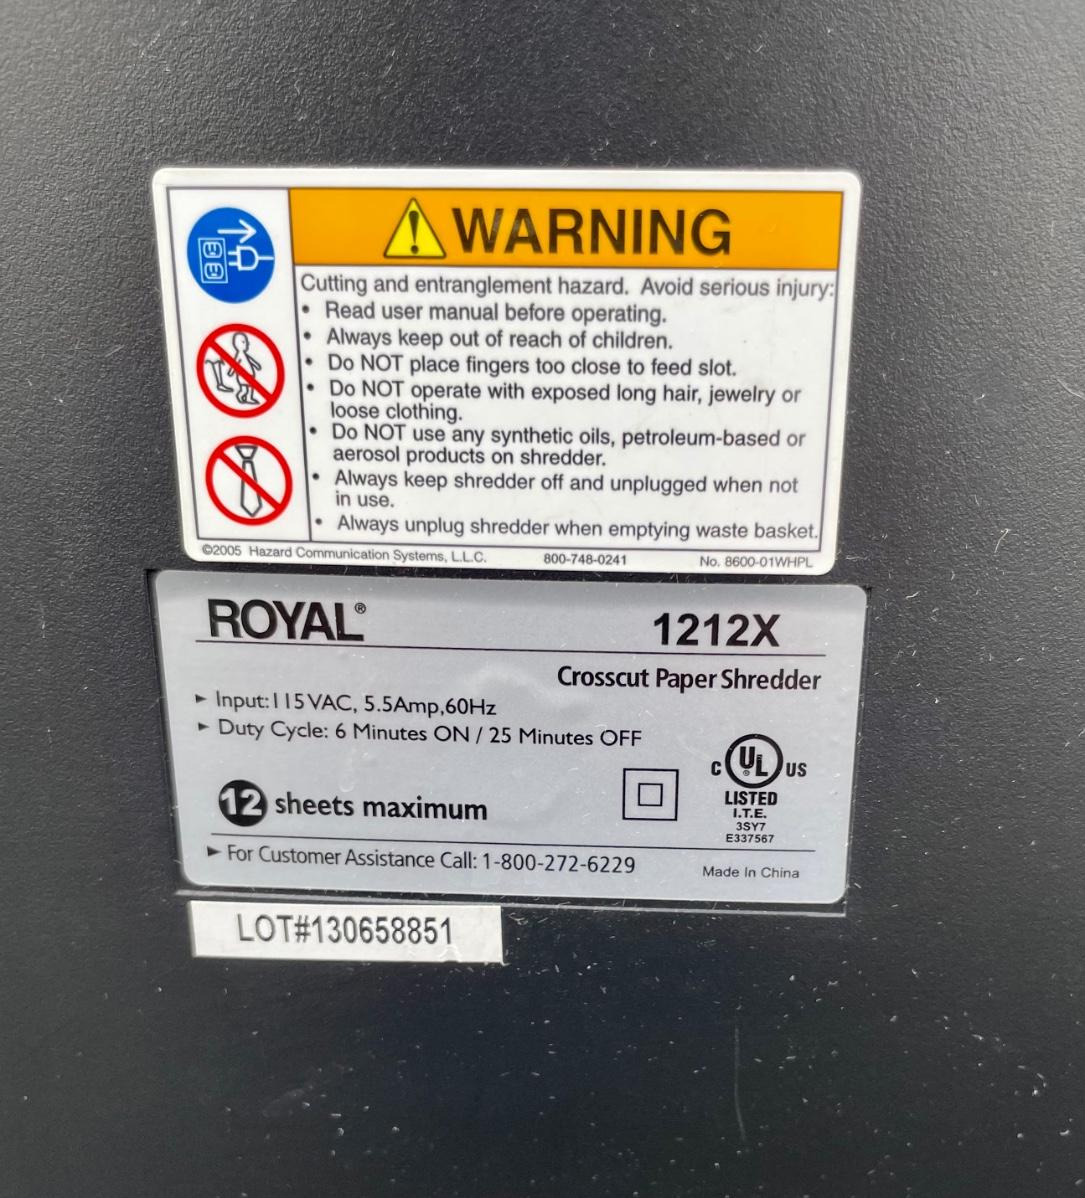 WARNING
Cutting and entranglement hazard. Avoid serious injury:
• Read user manual before operating.
• Always keep out of reach of children.
• Do NOT place fingers too close to feed slot.
• Do NOT operate with exposed long hair, jewelry or
loose clothing.
• Do NOT use any synthetic oils, petroleum-based or
aerosol products on shredder.
• Always keep shredder off and unplugged when not
in use.
• Always unplug shredder when emptying waste basket.
©2005 Hazard Communication Systems, L.L.C. 800-748-0241 No. 8600-01WHPL
ROYAL® 1212X
Crosscut Paper Shredder
► Input:115VAC, 5.5Amp,60Hz
► Duty Cycle: 6 Minutes ON / 25 Minutes OFF
12 sheets maximum
C UL® US
LISTED
I.T.E.
3SY7
E337567
► For Customer Assistance Call: 1-800-272-6229
Made In China
LOT#130658851